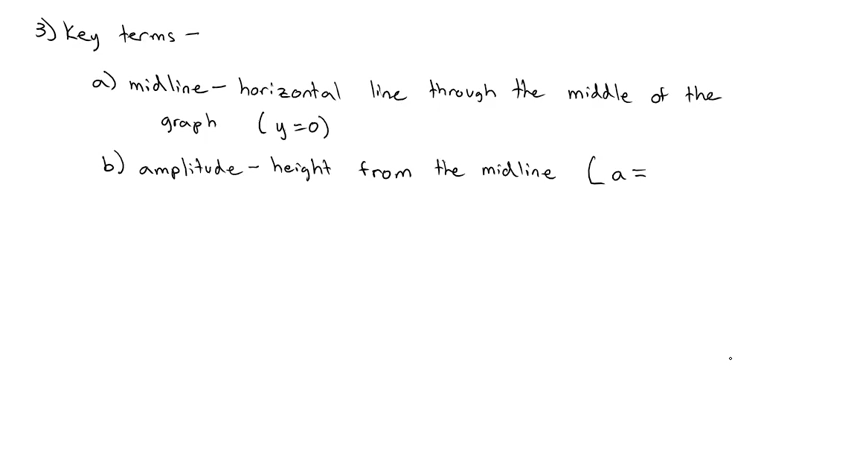 3) Key terms –
a) midline – horizontal line through the middle of the
graph (y=0)
b) amplitude – height from the midline (a=